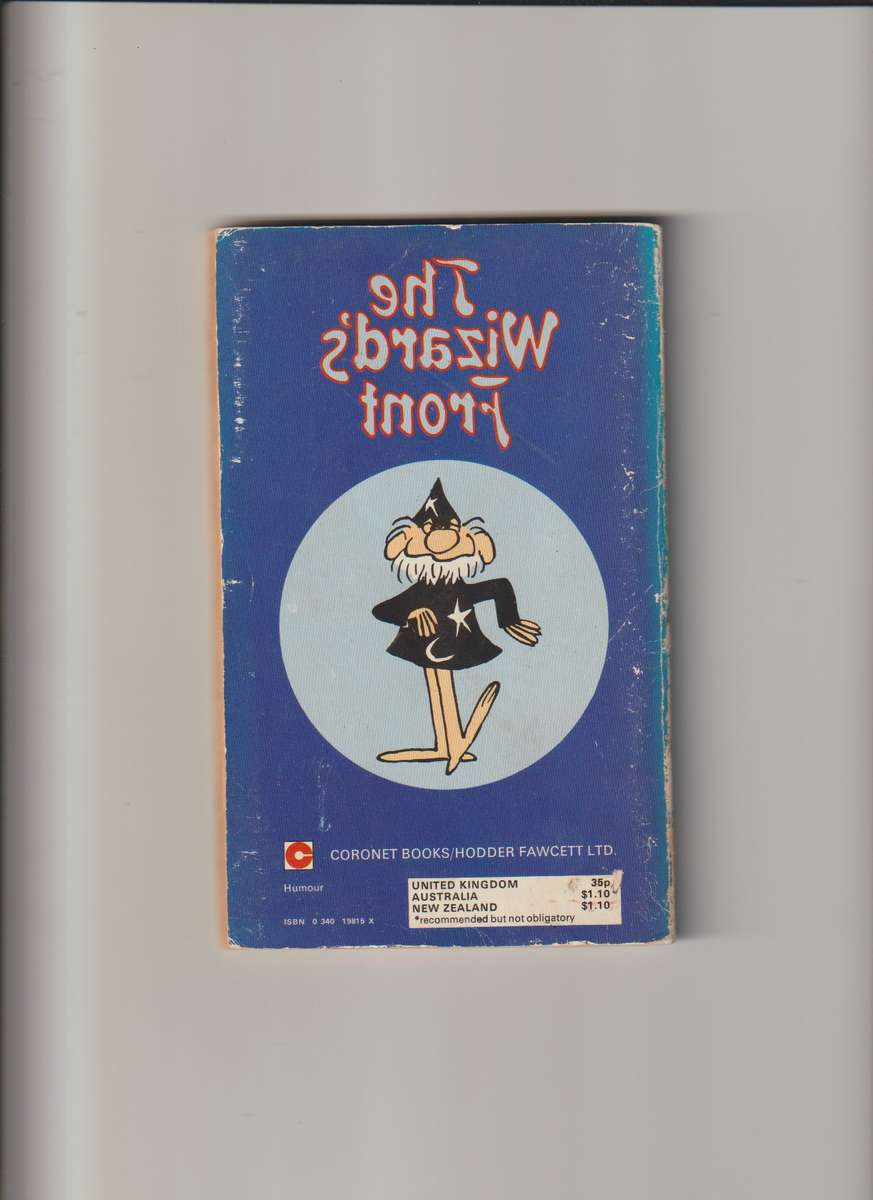 The
Wizard's
Front
CORONET BOOKS/HODDER FAWCETT LTD.
Humour
UNITED KINGDOM 35p
AUSTRALIA $1.10
NEW ZEALAND $1.10
*recommended but not obligatory
ISBN 0 340 19815 X